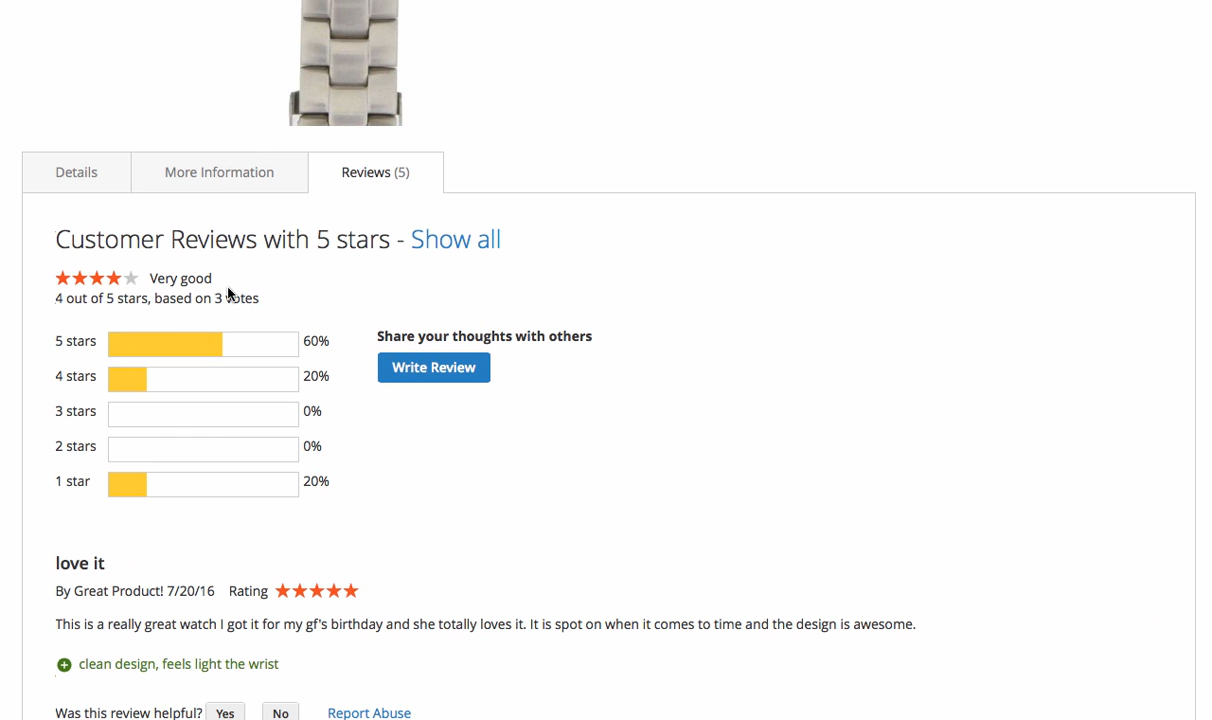 Details
More Information
Reviews (5)
Customer Reviews with 5 stars - Show all
Very good
4 out of 5 stars, based on 3 votes
5 stars 60%
4 stars 20%
3 stars 0%
2 stars 0%
1 star 20%
Share your thoughts with others
Write Review
love it
By Great Product! 7/20/16 Rating
This is a really great watch I got it for my gf's birthday and she totally loves it. It is spot on when it comes to time and the design is awesome.
clean design, feels light the wrist
Was this review helpful? Yes No Report Abuse